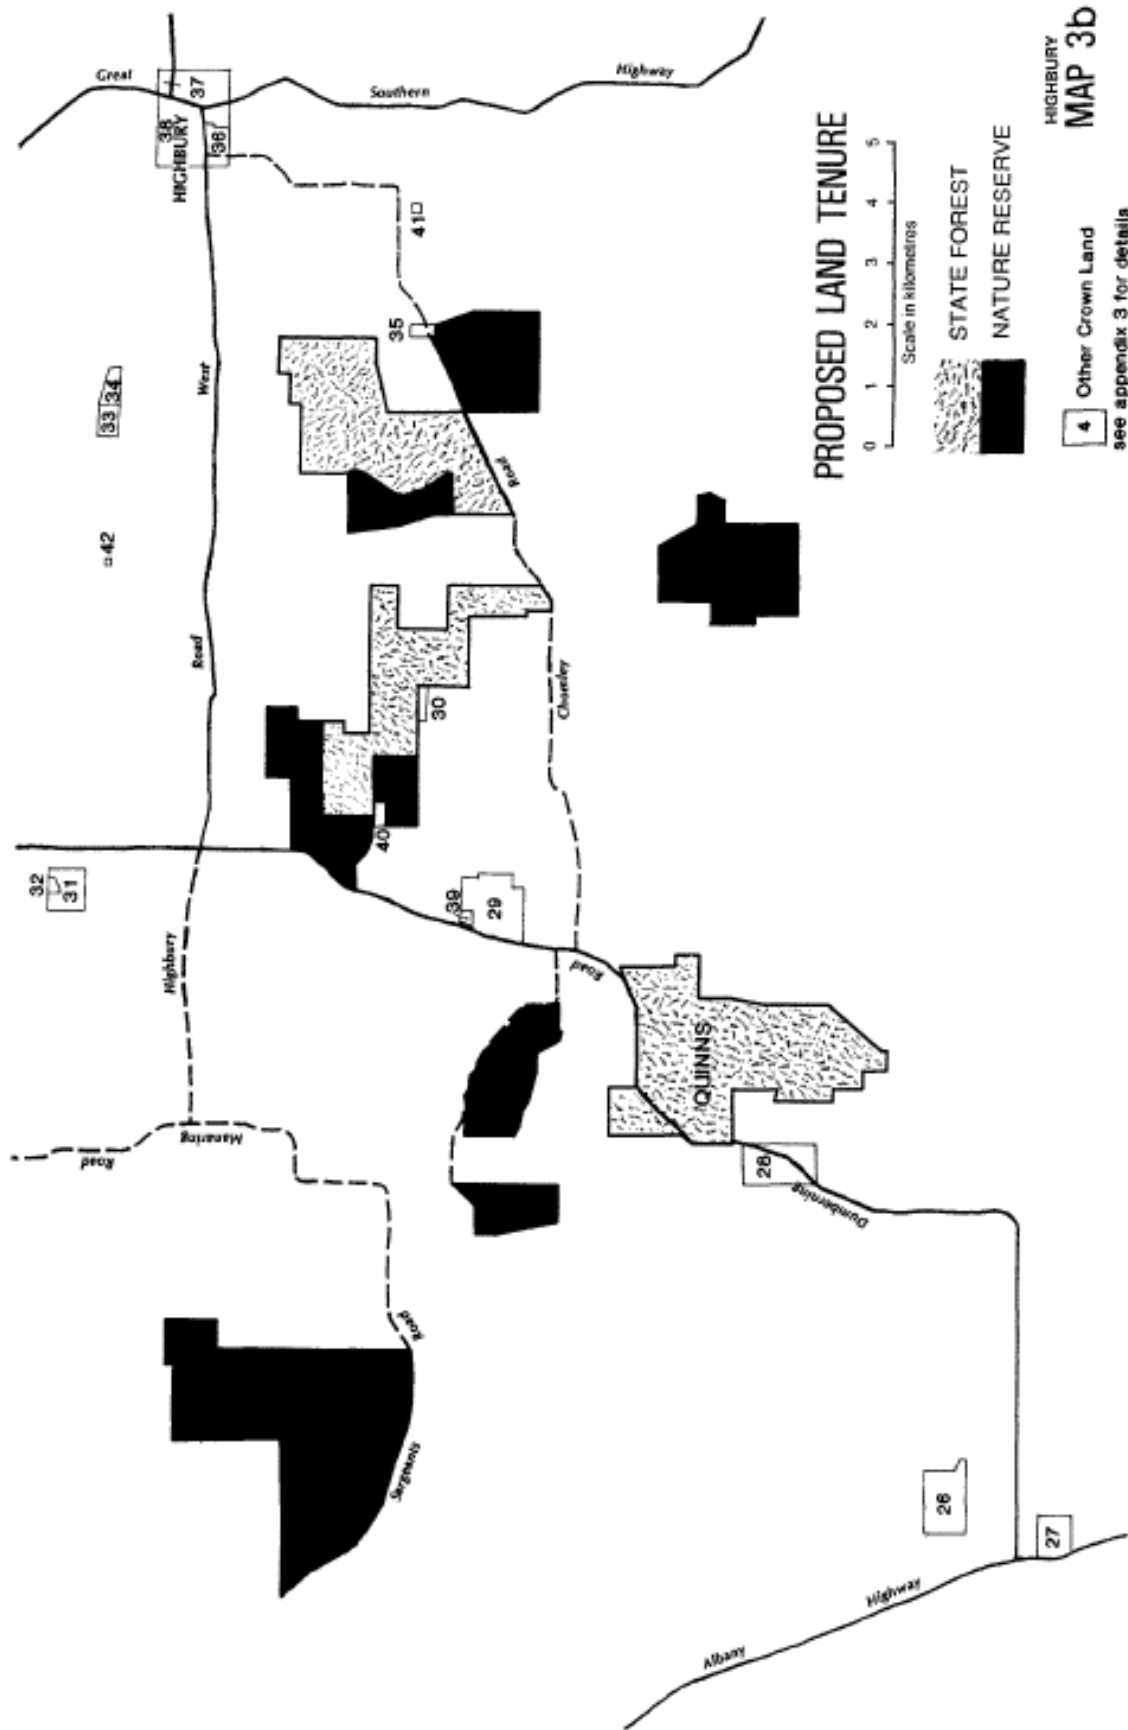 Great
Southern
Highway
37
38
HIGHBURY
36
41
35
33
34
42
West
Road
Highbury
Road
Chomley
30
40
32
31
39
29
Road
QUINNS
28
Dumberning
Manaring
Road
Sargeants
Road
26
27
Albany
Highway
PROPOSED LAND TENURE
0 1 2 3 4 5
Scale in kilometres
STATE FOREST
NATURE RESERVE
4 Other Crown Land
see appendix 3 for details
HIGHBURY
MAP 3b